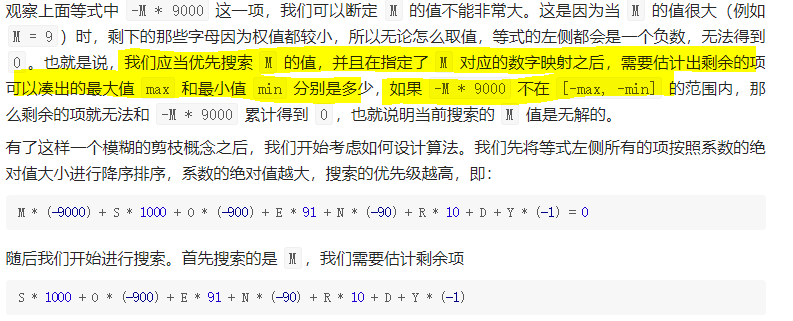 观察上面等式中 -M * 9000 这一项，我们可以断定 M 的值不能非常大。这是因为当 M 的值很大（例如
M = 9）时，剩下的那些字母因为权值都较小，所以无论怎么取值，等式的左侧都会是一个负数，无法得到
0。也就是说，我们应当优先搜索 M 的值，并且在指定了 M 对应的数字映射之后，需要估计出剩余的项
可以凑出的最大值 max 和最小值 min 分别是多少，如果 -M * 9000 不在 [-max, -min] 的范围内，那
么剩余的项就无法和 -M * 9000 累计得到 0，也就说明当前搜索的 M 值是无解的。
有了这样一个模糊的剪枝概念之后，我们开始考虑如何设计算法。我们先将等式左侧所有的项按照系数的绝
对值大小进行降序排序，系数的绝对值越大，搜索的优先级越高，即：
M * (-9000) + S * 1000 + O * (-900) + E * 91 + N * (-90) + R * 10 + D + Y * (-1) = 0
随后我们开始进行搜索。首先搜索的是 M，我们需要估计剩余项
S * 1000 + O * (-900) + E * 91 + N * (-90) + R * 10 + D + Y * (-1)